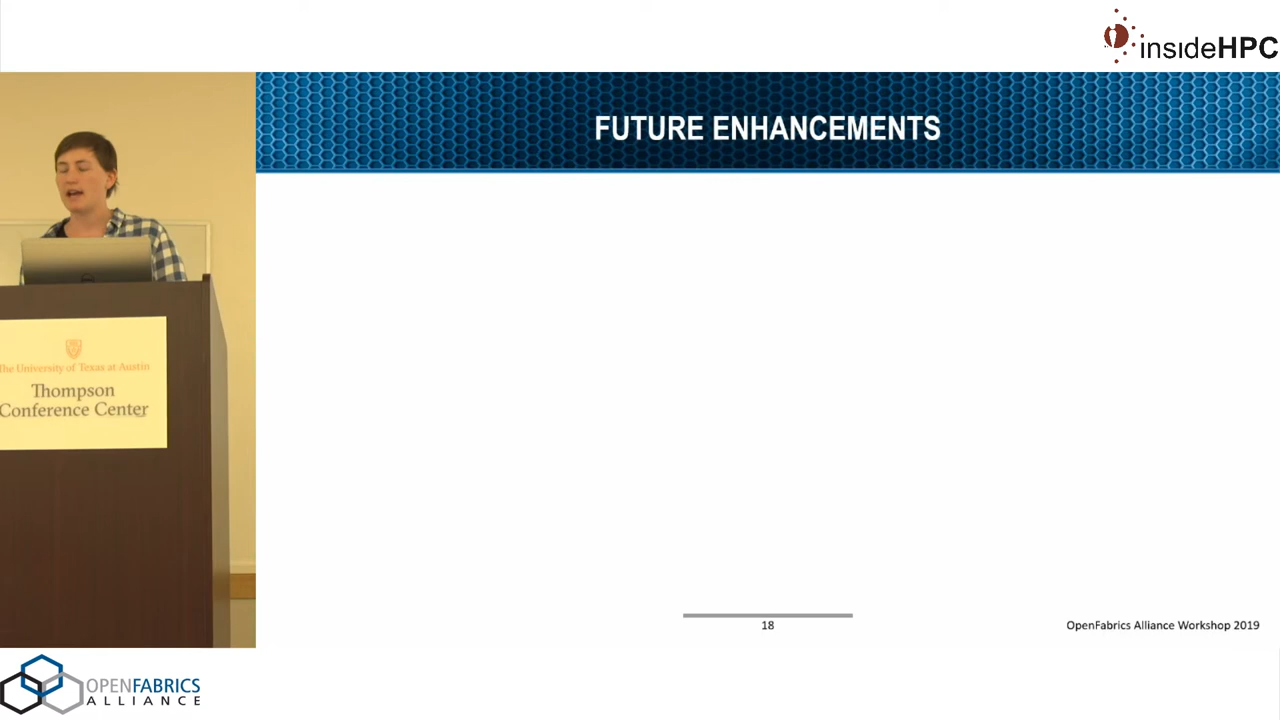 insideHPC
FUTURE ENHANCEMENTS
The University of Texas at Austin
Thompson
Conference Center
18
OpenFabrics Alliance Workshop 2019
OPENFABRICS
ALLIANCE